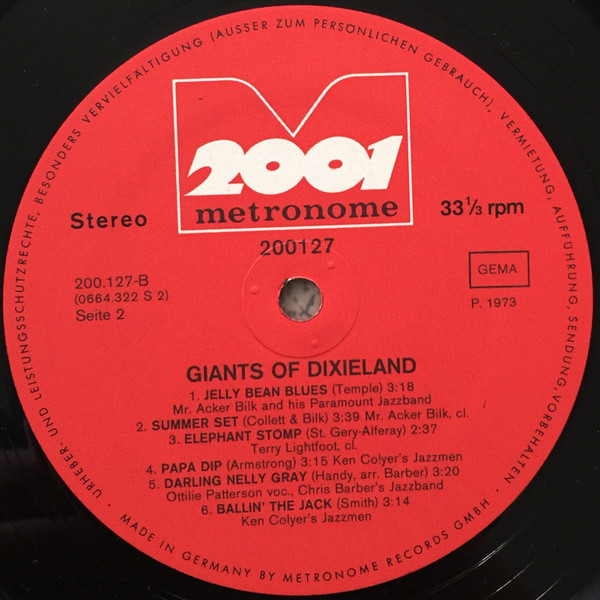 URHEBER- UND LEISTUNGSSCHUTZRECHTE, BESONDERS VERVIELFÄLTIGUNG (AUSSER ZUM PERSÖNLICHEN GEBRAUCH), VERMIETUNG, AUFFÜHRUNG, SENDUNG, VORBEHALTEN
2001
metronome
Stereo
33 1/3 rpm
200127
200.127-B
(0664.322 S 2)
Seite 2
GEMA
P. 1973
GIANTS OF DIXIELAND
1. JELLY BEAN BLUES (Temple) 3:18
Mr. Acker Bilk and his Paramount Jazzband
2. SUMMER SET (Collett & Bilk) 3:39 Mr. Acker Bilk, cl.
3. ELEPHANT STOMP (St. Gery-Alferay) 2:37
Terry Lightfoot, cl.
4. PAPA DIP (Armstrong) 3:15 Ken Colyer's Jazzmen
5. DARLING NELLY GRAY (Handy, arr. Barber) 3:20
Ottilie Patterson voc., Chris Barber's Jazzband
6. BALLIN' THE JACK (Smith) 3:14
Ken Colyer's Jazzmen
• MADE IN GERMANY BY METRONOME RECORDS GMBH •